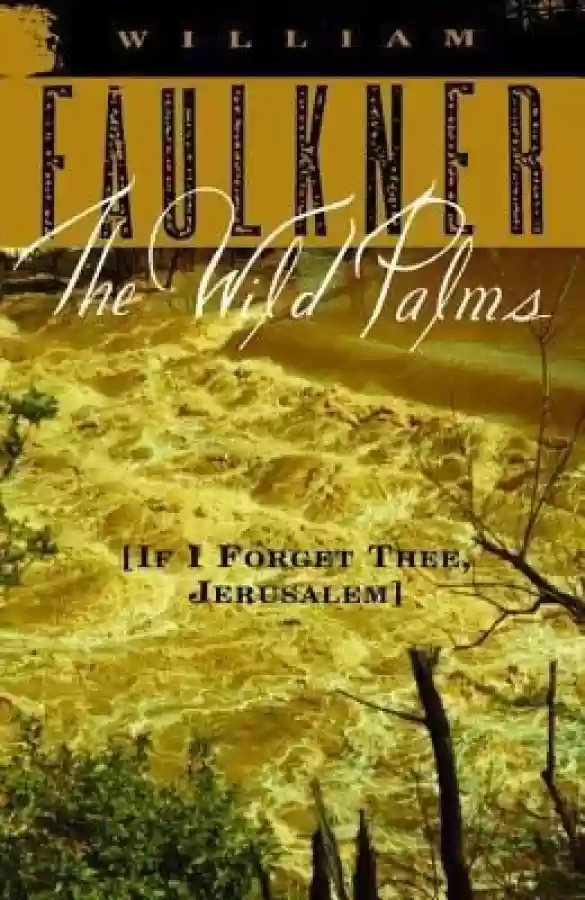 WILLIAM
FAULKNER
The Wild Palms
[IF I FORGET THEE,
JERUSALEM]